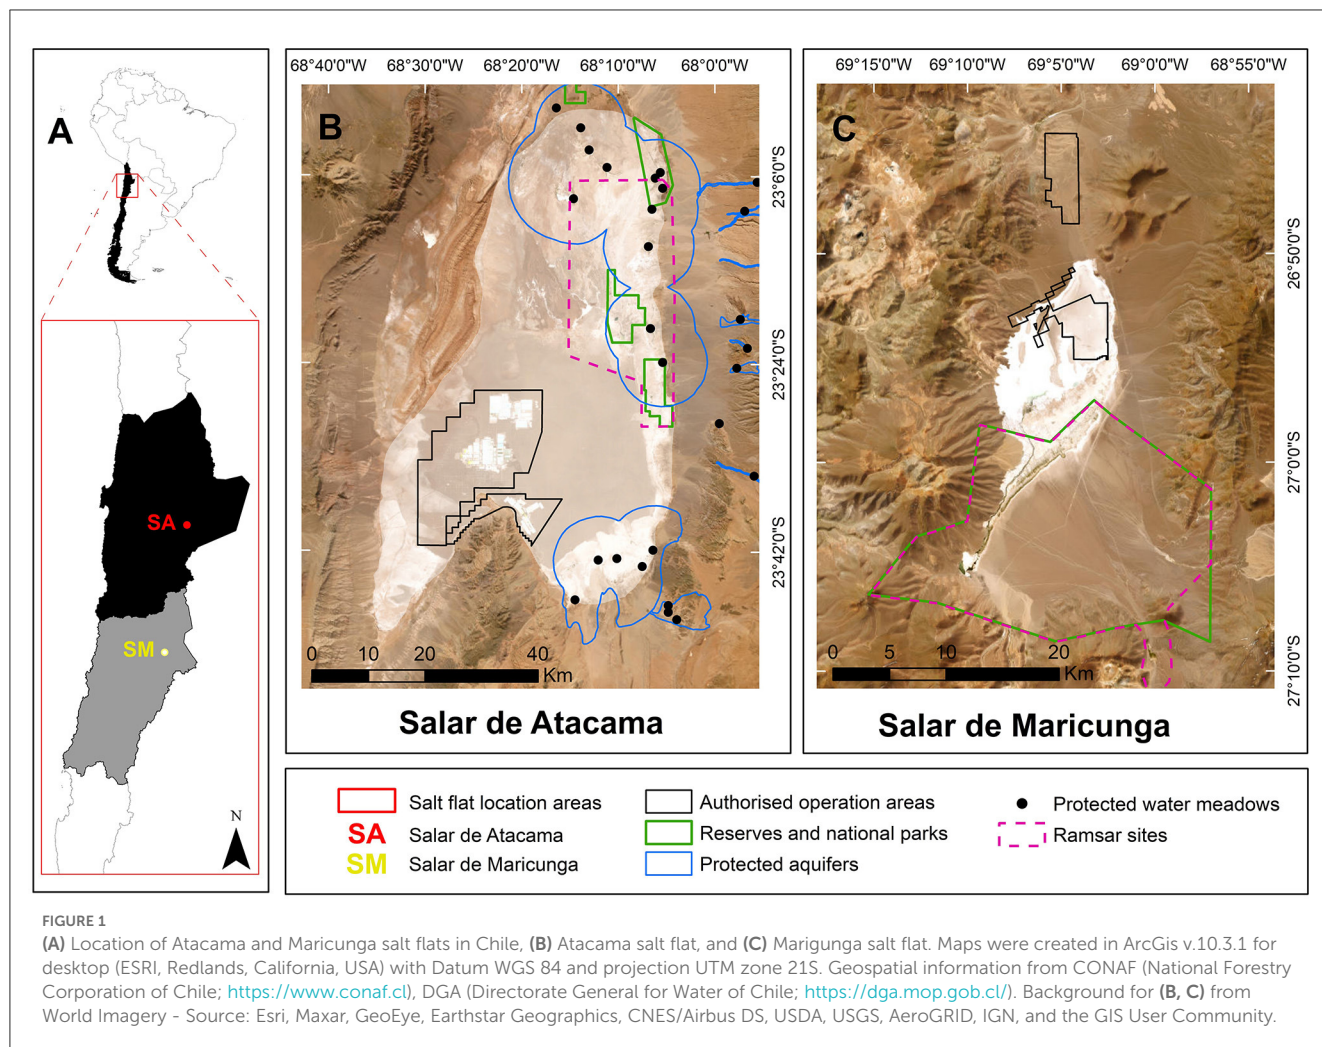 A
SA
SM
N
68°40'0"W 68°30'0"W 68°20'0"W 68°10'0"W 68°0'0"W
B
23°6'0"S
23°24'0"S
23°42'0"S
0 10 20 40
Km
Salar de Atacama
69°15'0"W 69°10'0"W 69°5'0"W 69°0'0"W 68°55'0"W
C
26°50'0"S
27°0'0"S
27°10'0"S
0 5 10 20
Km
Salar de Maricunga
Salt flat location areas
SA Salar de Atacama
SM Salar de Maricunga
Authorised operation areas
Reserves and national parks
Protected aquifers
Protected water meadows
Ramsar sites
FIGURE 1
(A) Location of Atacama and Maricunga salt flats in Chile, (B) Atacama salt flat, and (C) Marigunga salt flat. Maps were created in ArcGis v.10.3.1 for
desktop (ESRI, Redlands, California, USA) with Datum WGS 84 and projection UTM zone 21S. Geospatial information from CONAF (National Forestry
Corporation of Chile; https://www.conaf.cl), DGA (Directorate General for Water of Chile; https://dga.mop.gob.cl/). Background for (B, C) from
World Imagery - Source: Esri, Maxar, GeoEye, Earthstar Geographics, CNES/Airbus DS, USDA, USGS, AeroGRID, IGN, and the GIS User Community.